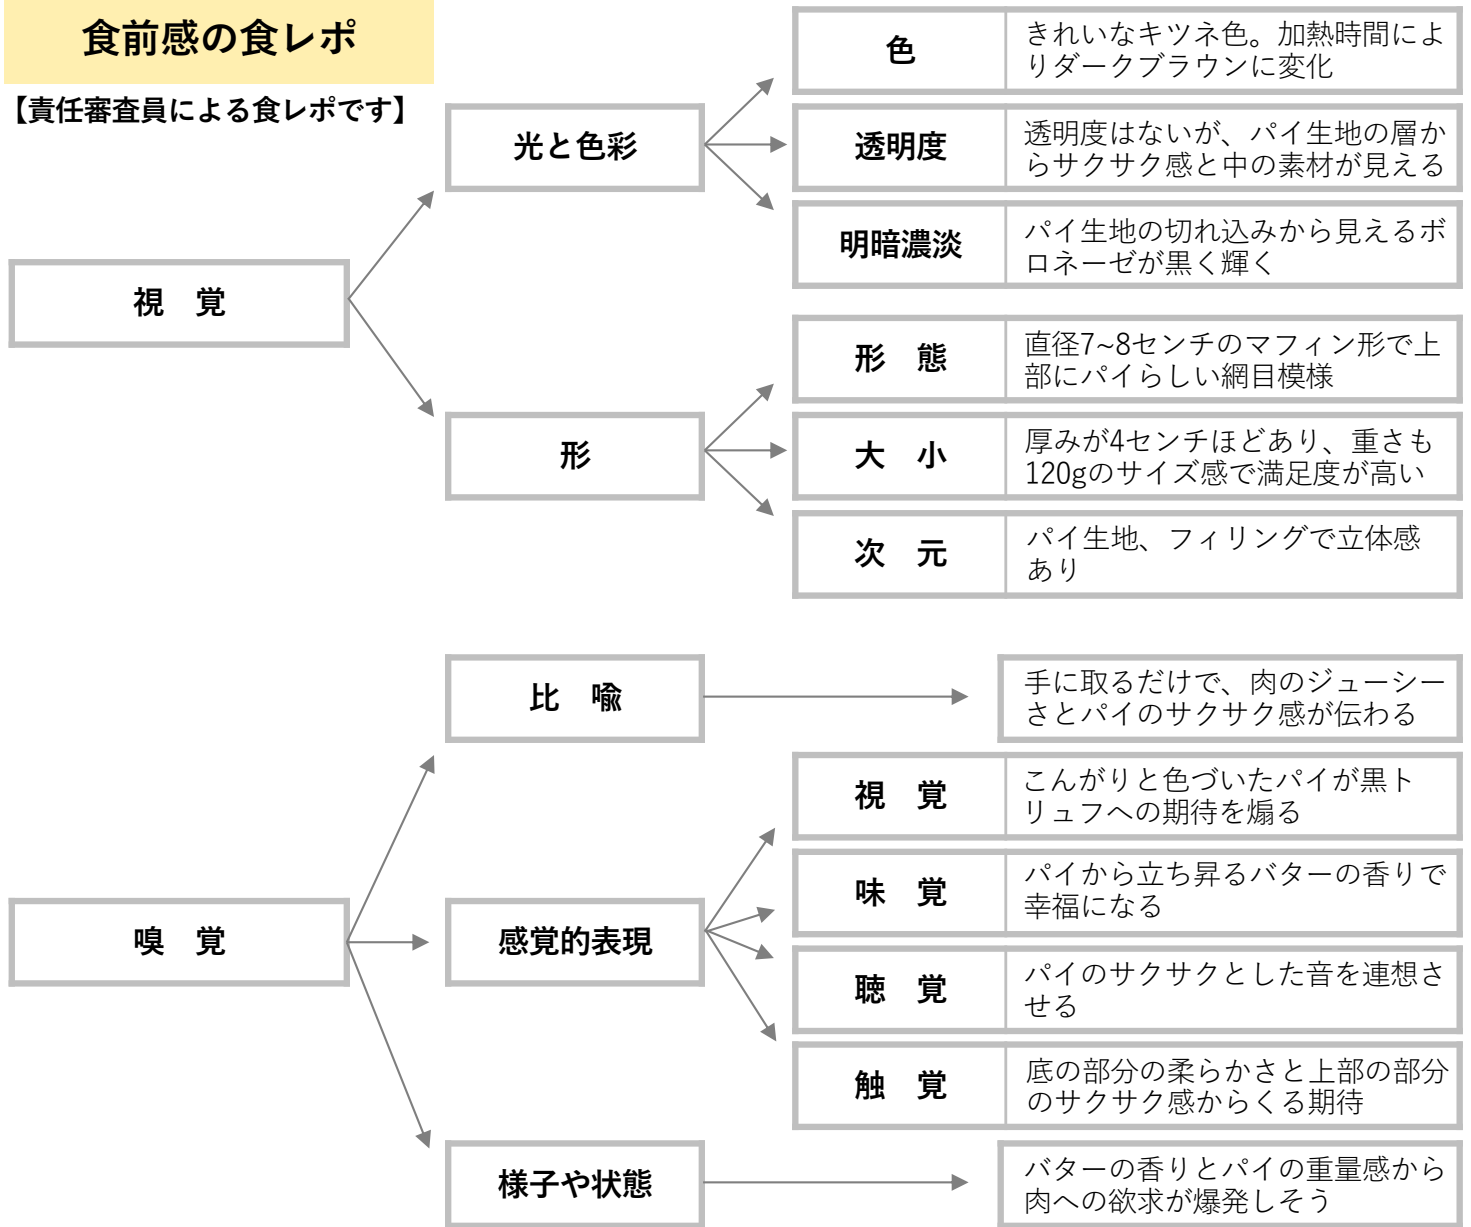 食前感の食レポ
【責任審査員による食レポです】
視　覚
光と色彩
色
きれいなキツネ色。加熱時間によ
りダークブラウンに変化
透明度
透明度はないが、パイ生地の層か
らサクサク感と中の素材が見える
明暗濃淡
パイ生地の切れ込みから見えるボ
ロネーゼが黒く輝く
形
形　態
直径7~8センチのマフィン形で上
部にパイらしい網目模様
大　小
厚みが4センチほどあり、重さも
120gのサイズ感で満足度が高い
次　元
パイ生地、フィリングで立体感
あり
嗅　覚
比　喩
手に取るだけで、肉のジューシー
さとパイのサクサク感が伝わる
感覚的表現
視　覚
こんがりと色づいたパイが黒ト
リュフへの期待を煽る
味　覚
パイから立ち昇るバターの香りで
幸福になる
聴　覚
パイのサクサクとした音を連想さ
せる
触　覚
底の部分の柔らかさと上部の部分
のサクサク感からくる期待
様子や状態
バターの香りとパイの重量感から
肉への欲求が爆発しそう